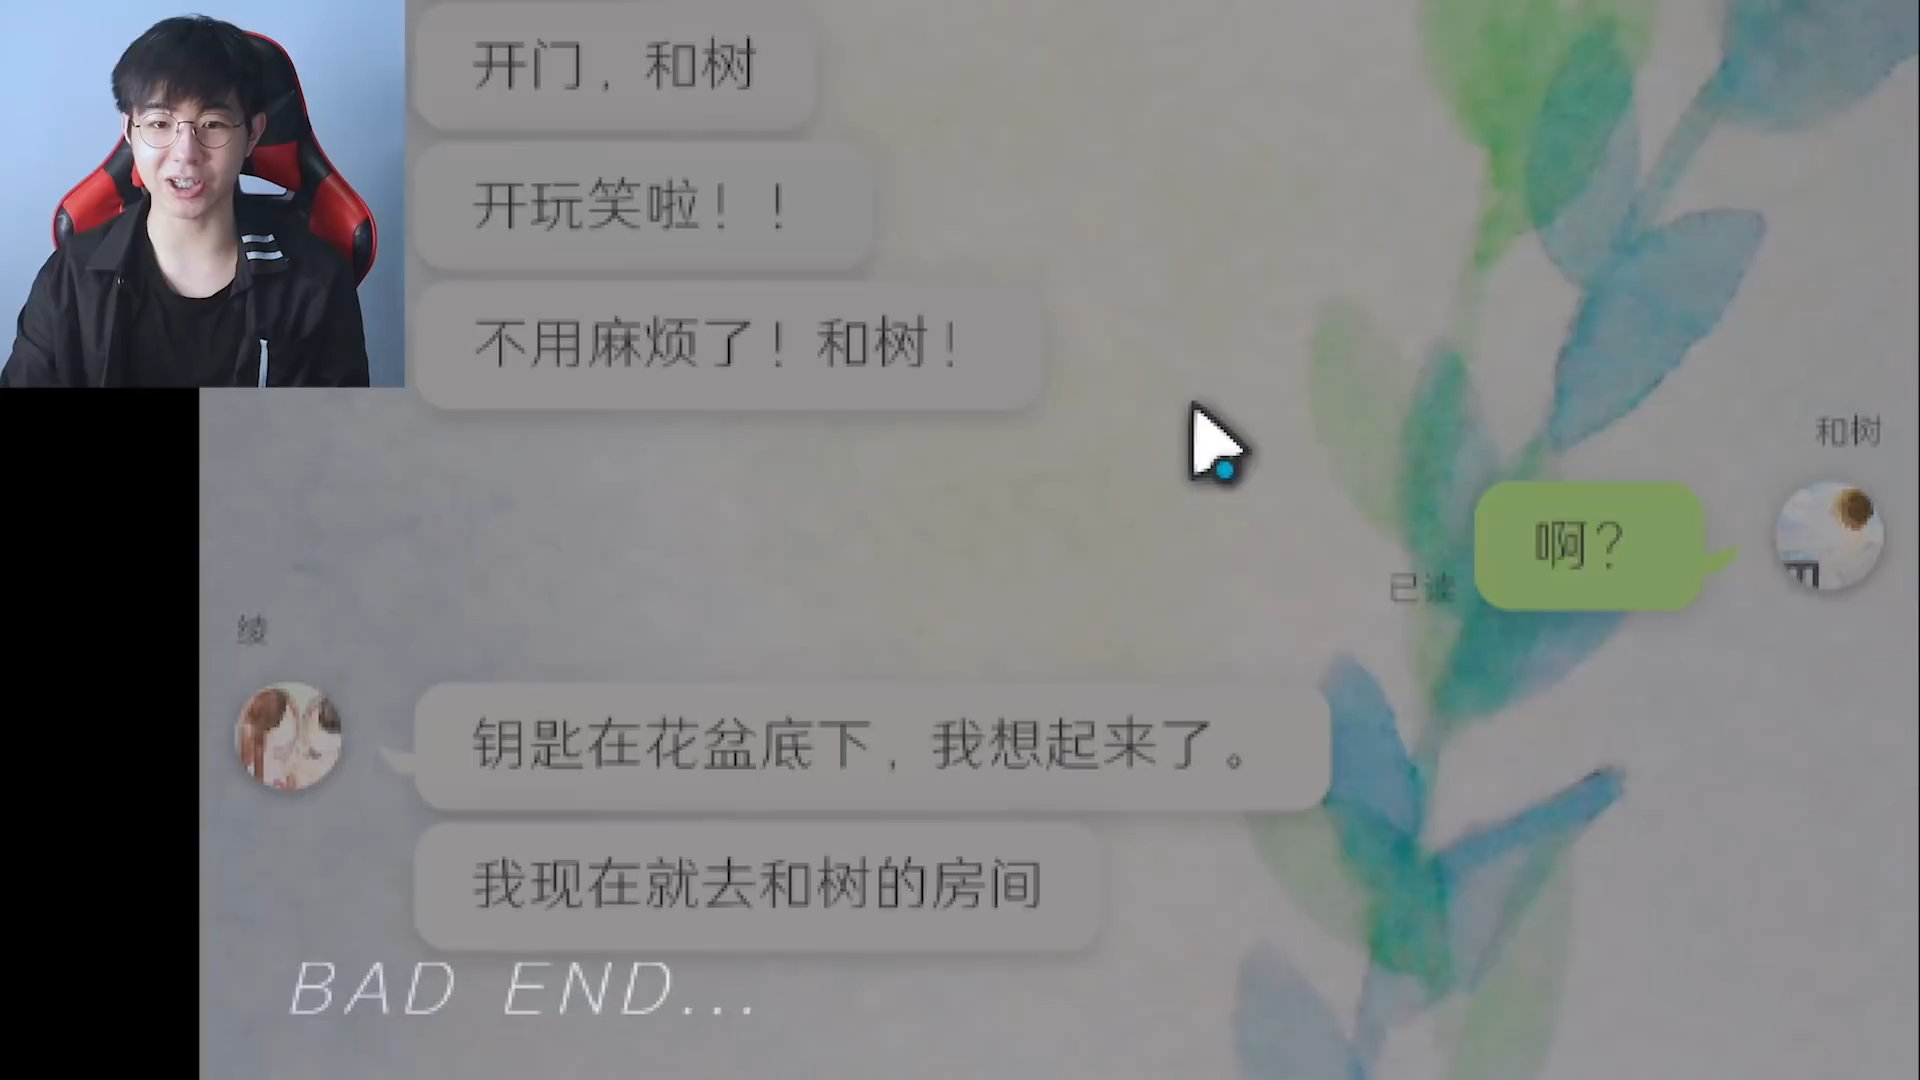 开门，和树
开玩笑啦！！
不用麻烦了！和树！
和树
啊？
已读
绫
钥匙在花盆底下，我想起来了。
我现在就去和树的房间
BAD END...